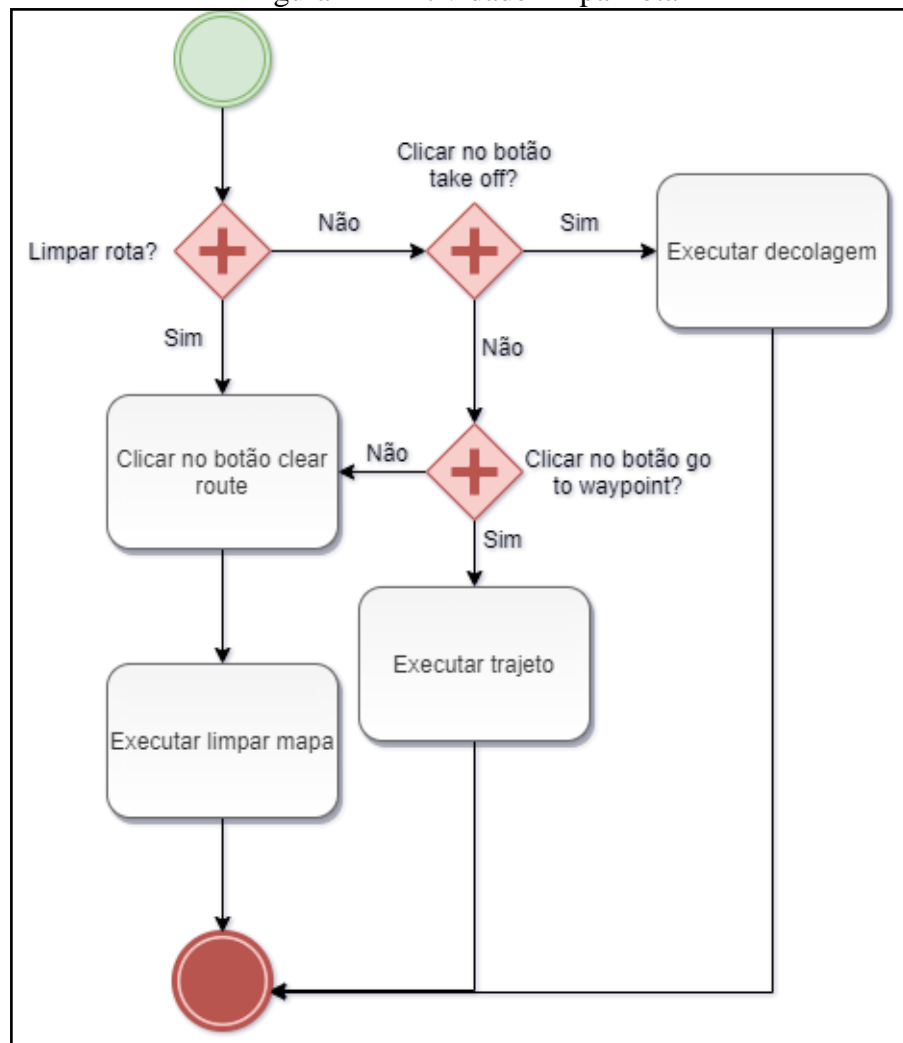 Clicar no botão
take off?
Limpar rota?
Não
Sim
Executar decolagem
Sim
Não
Clicar no botão clear
route
Não
Clicar no botão go
to waypoint?
Sim
Executar trajeto
Executar limpar mapa